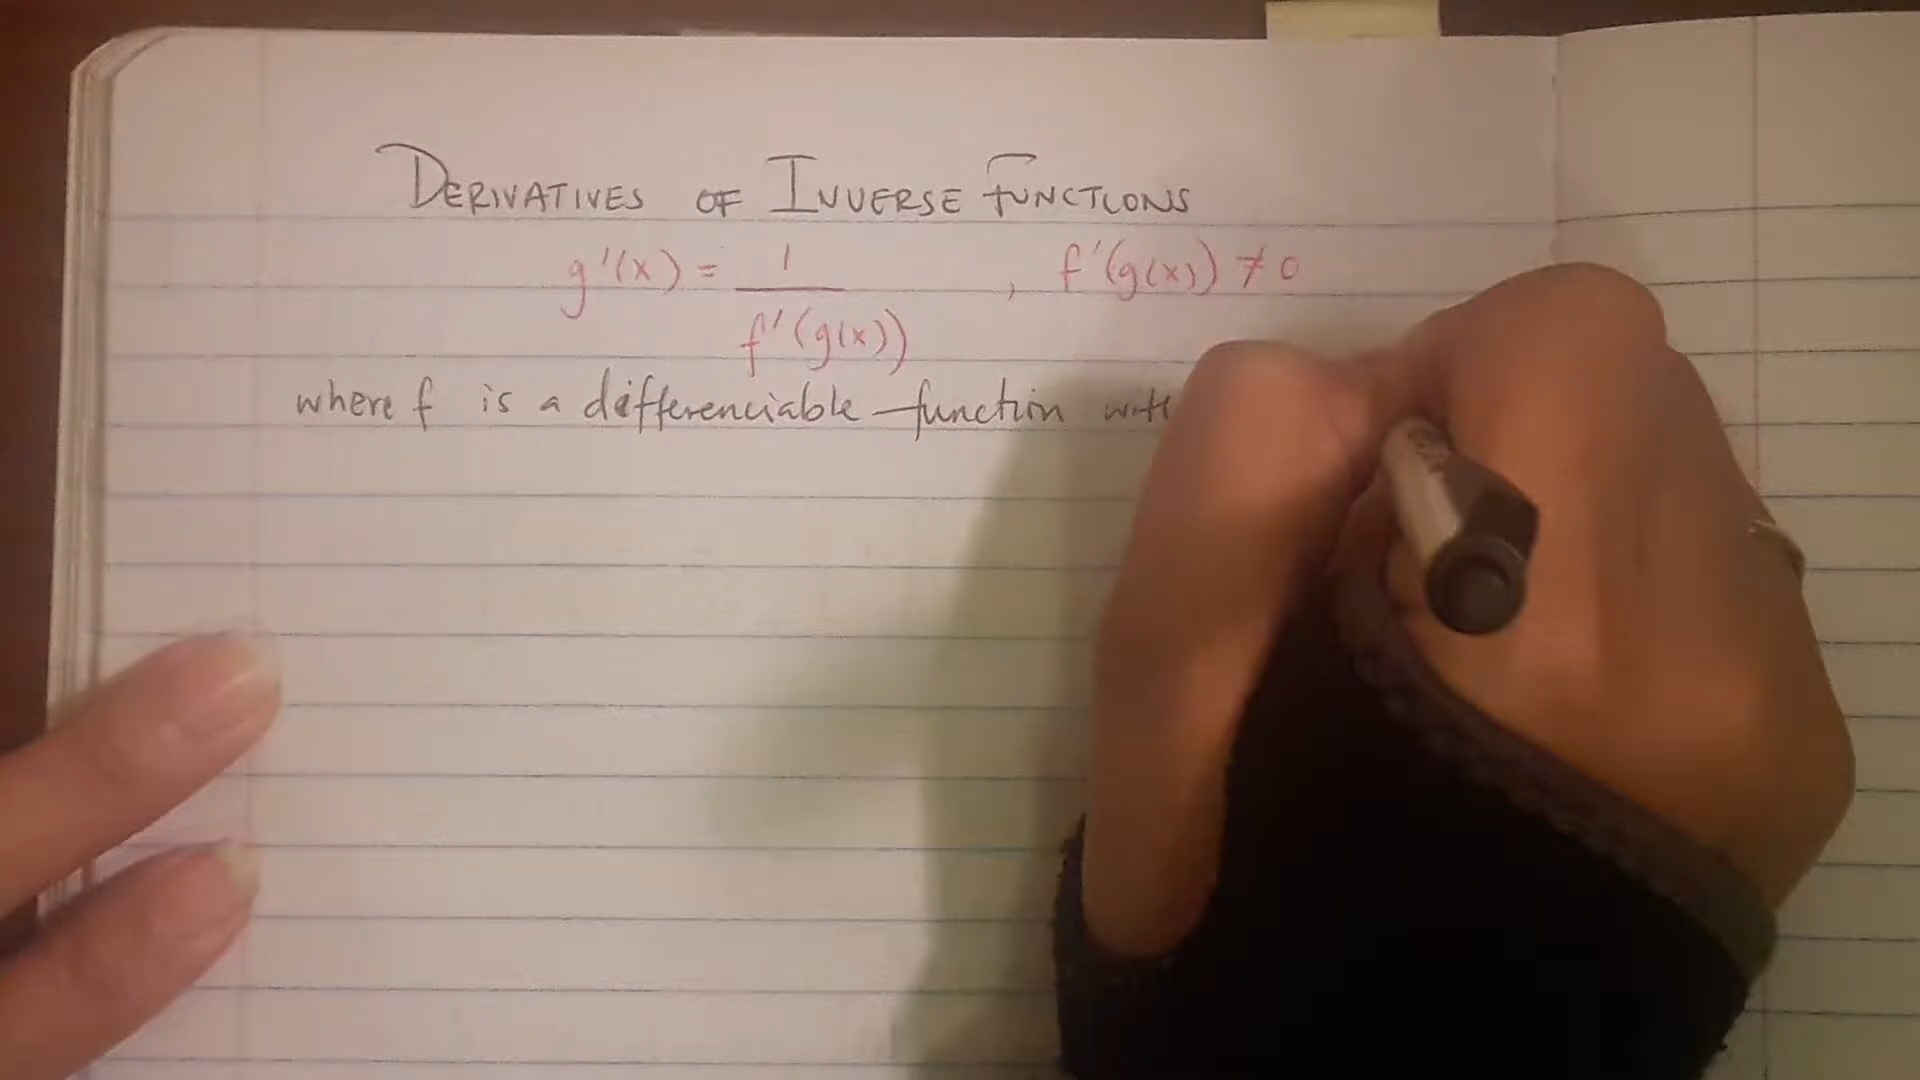 DERIVATIVES OF INVERSE FUNCTIONS
g'(x) = 1 / f'(g(x)) , f'(g(x)) ≠ 0
where f is a differenciable function